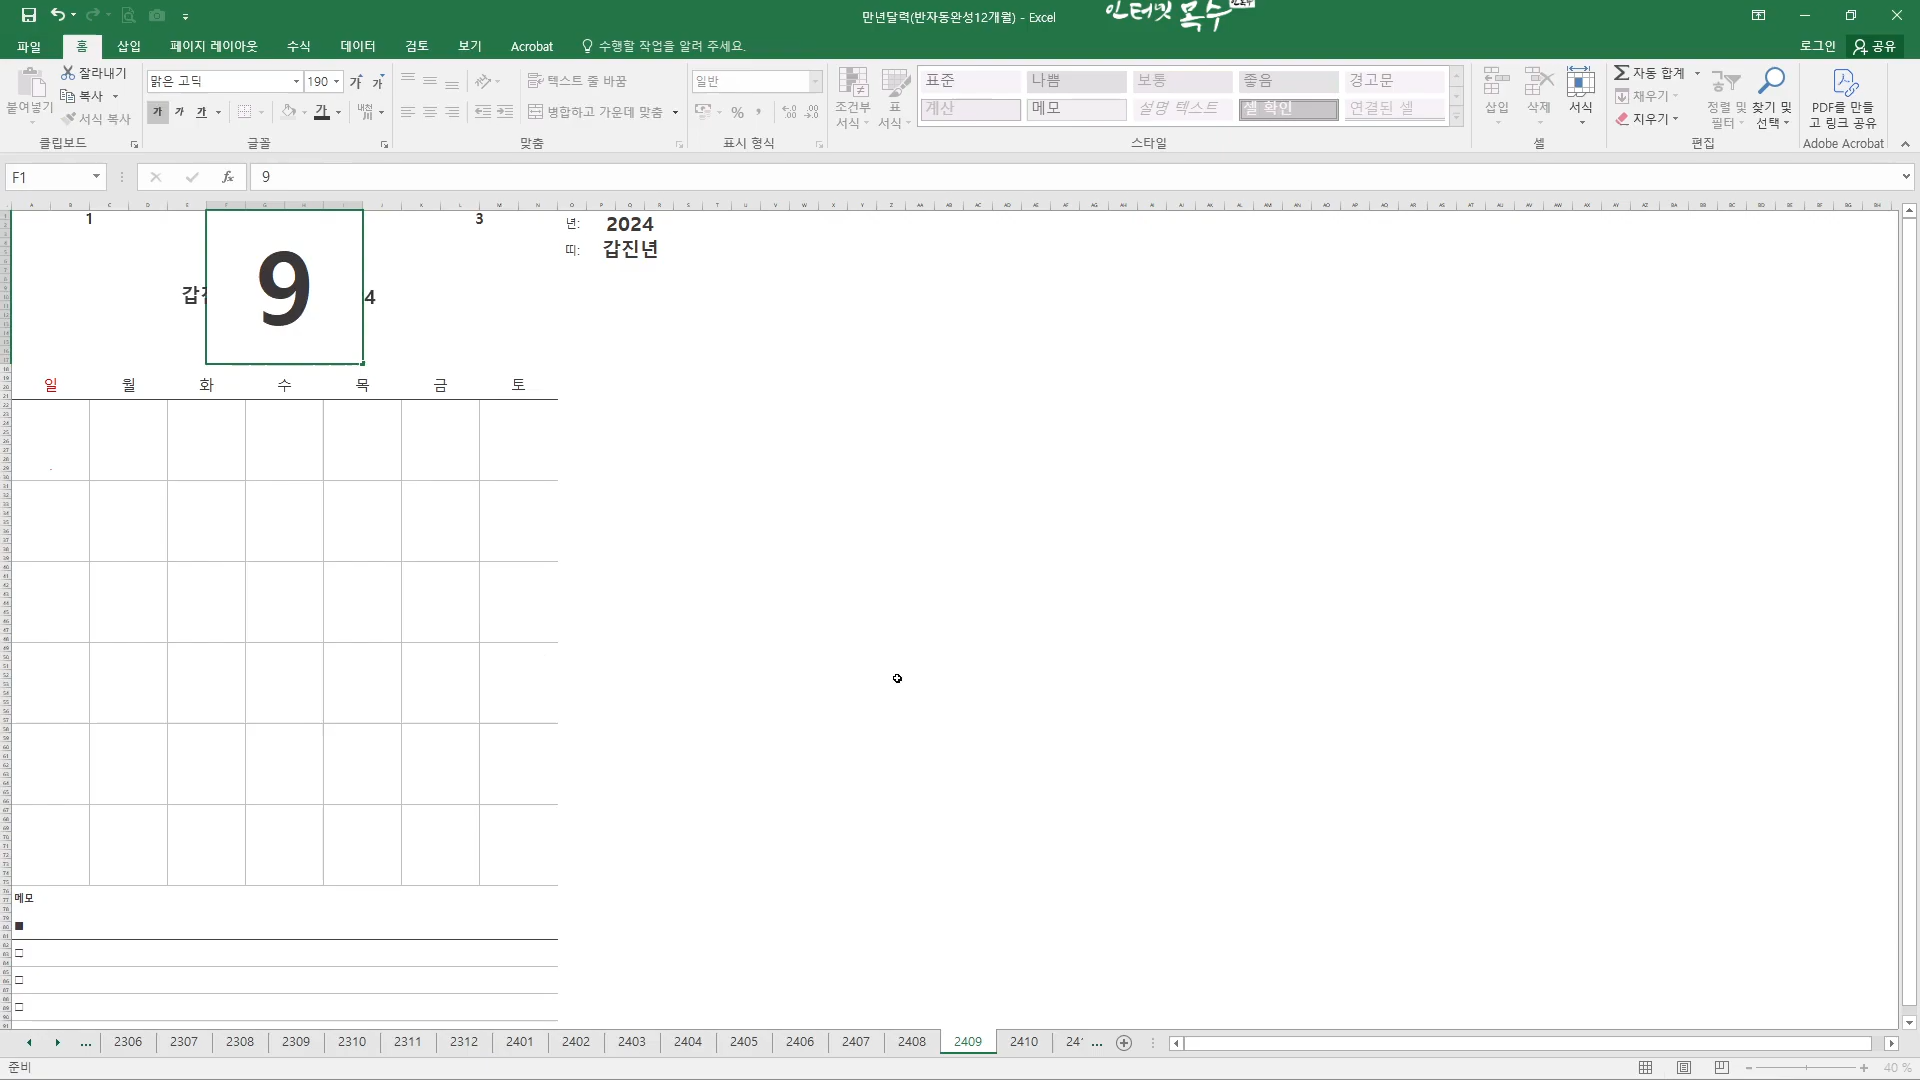 만년달력(반자동완성12개월) - Excel
인터넷 목수
파일 홈 삽입 페이지 레이아웃 수식 데이터 검토 보기 Acrobat 수행할 작업을 알려 주세요. 로그인 공유
붙여넣기 잘라내기 복사 서식 복사 클립보드
맑은 고딕 190 가 가 가 가 가 가 내천 글꼴
텍스트 줄 바꿈 병합하고 가운데 맞춤 맞춤
일반 % , 표시 형식
조건부 서식 표 서식 표준 나쁨 보통 좋음 경고문
계산 메모 설명 텍스트 셀 확인 연결된 셀 스타일
삽입 삭제 서식 셀
자동 합계 채우기 지우기 정렬 및 필터 찾기 및 선택 편집
PDF를 만들고 링크 공유 Adobe Acrobat
F1 fx 9
1 3 년: 2024
띠: 갑진년
9
4
일 월 화 수 목 금 토
메모
■
□
□
□
... 2306 2307 2308 2309 2310 2311 2312 2401 2402 2403 2404 2405 2406 2407 2408 2409 2410 24 ...
준비 40 %